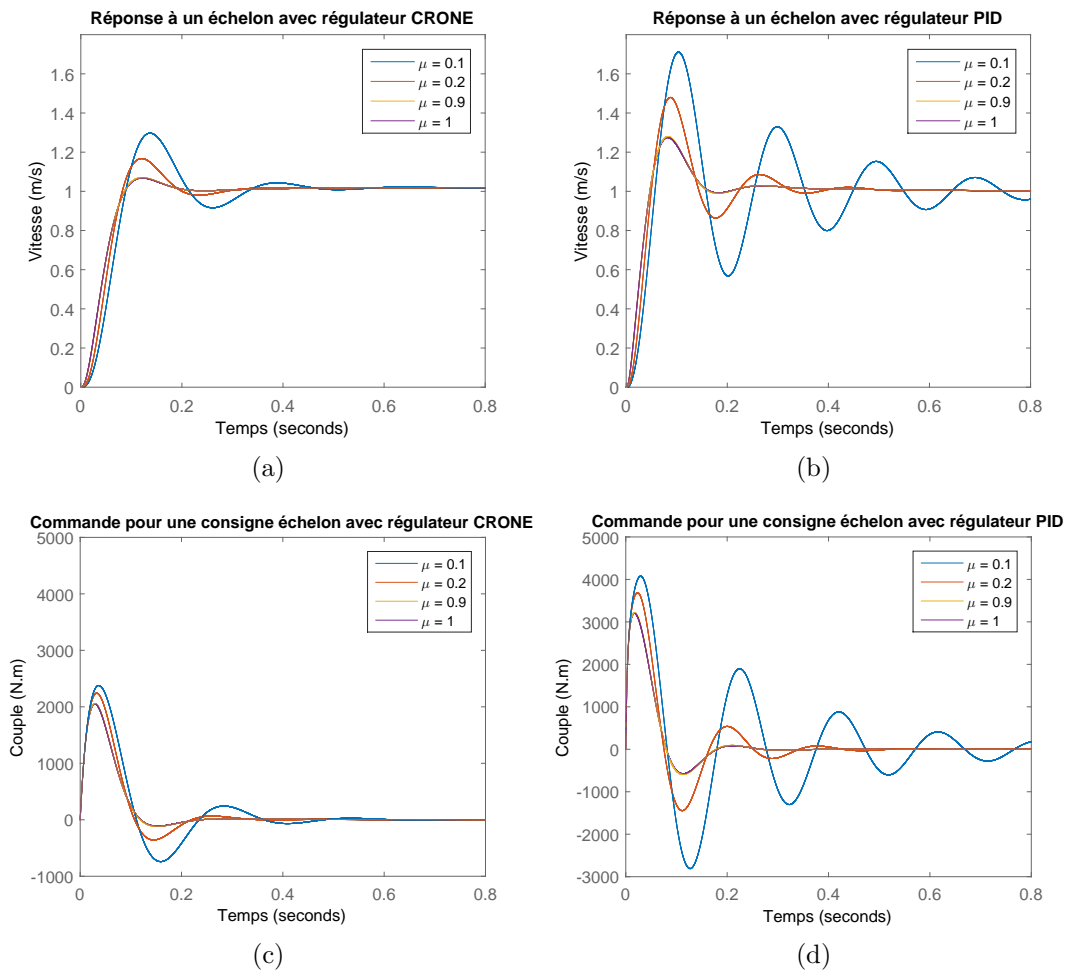 Réponse à un échelon avec régulateur CRONE
1.6
1.4
1.2
1
0.8
0.6
0.4
0.2
0
Vitesse (m/s)
μ = 0.1
μ = 0.2
μ = 0.9
μ = 1
0 0.2 0.4 0.6 0.8
Temps (seconds)
(a)
Réponse à un échelon avec régulateur PID
1.6
1.4
1.2
1
0.8
0.6
0.4
0.2
0
Vitesse (m/s)
μ = 0.1
μ = 0.2
μ = 0.9
μ = 1
0 0.2 0.4 0.6 0.8
Temps (seconds)
(b)
Commande pour une consigne échelon avec régulateur CRONE
5000
4000
3000
2000
1000
0
-1000
Couple (N.m)
μ = 0.1
μ = 0.2
μ = 0.9
μ = 1
0 0.2 0.4 0.6 0.8
Temps (seconds)
(c)
Commande pour une consigne échelon avec régulateur PID
5000
4000
3000
2000
1000
0
-1000
-2000
-3000
Couple (N.m)
μ = 0.1
μ = 0.2
μ = 0.9
μ = 1
0 0.2 0.4 0.6 0.8
Temps (seconds)
(d)